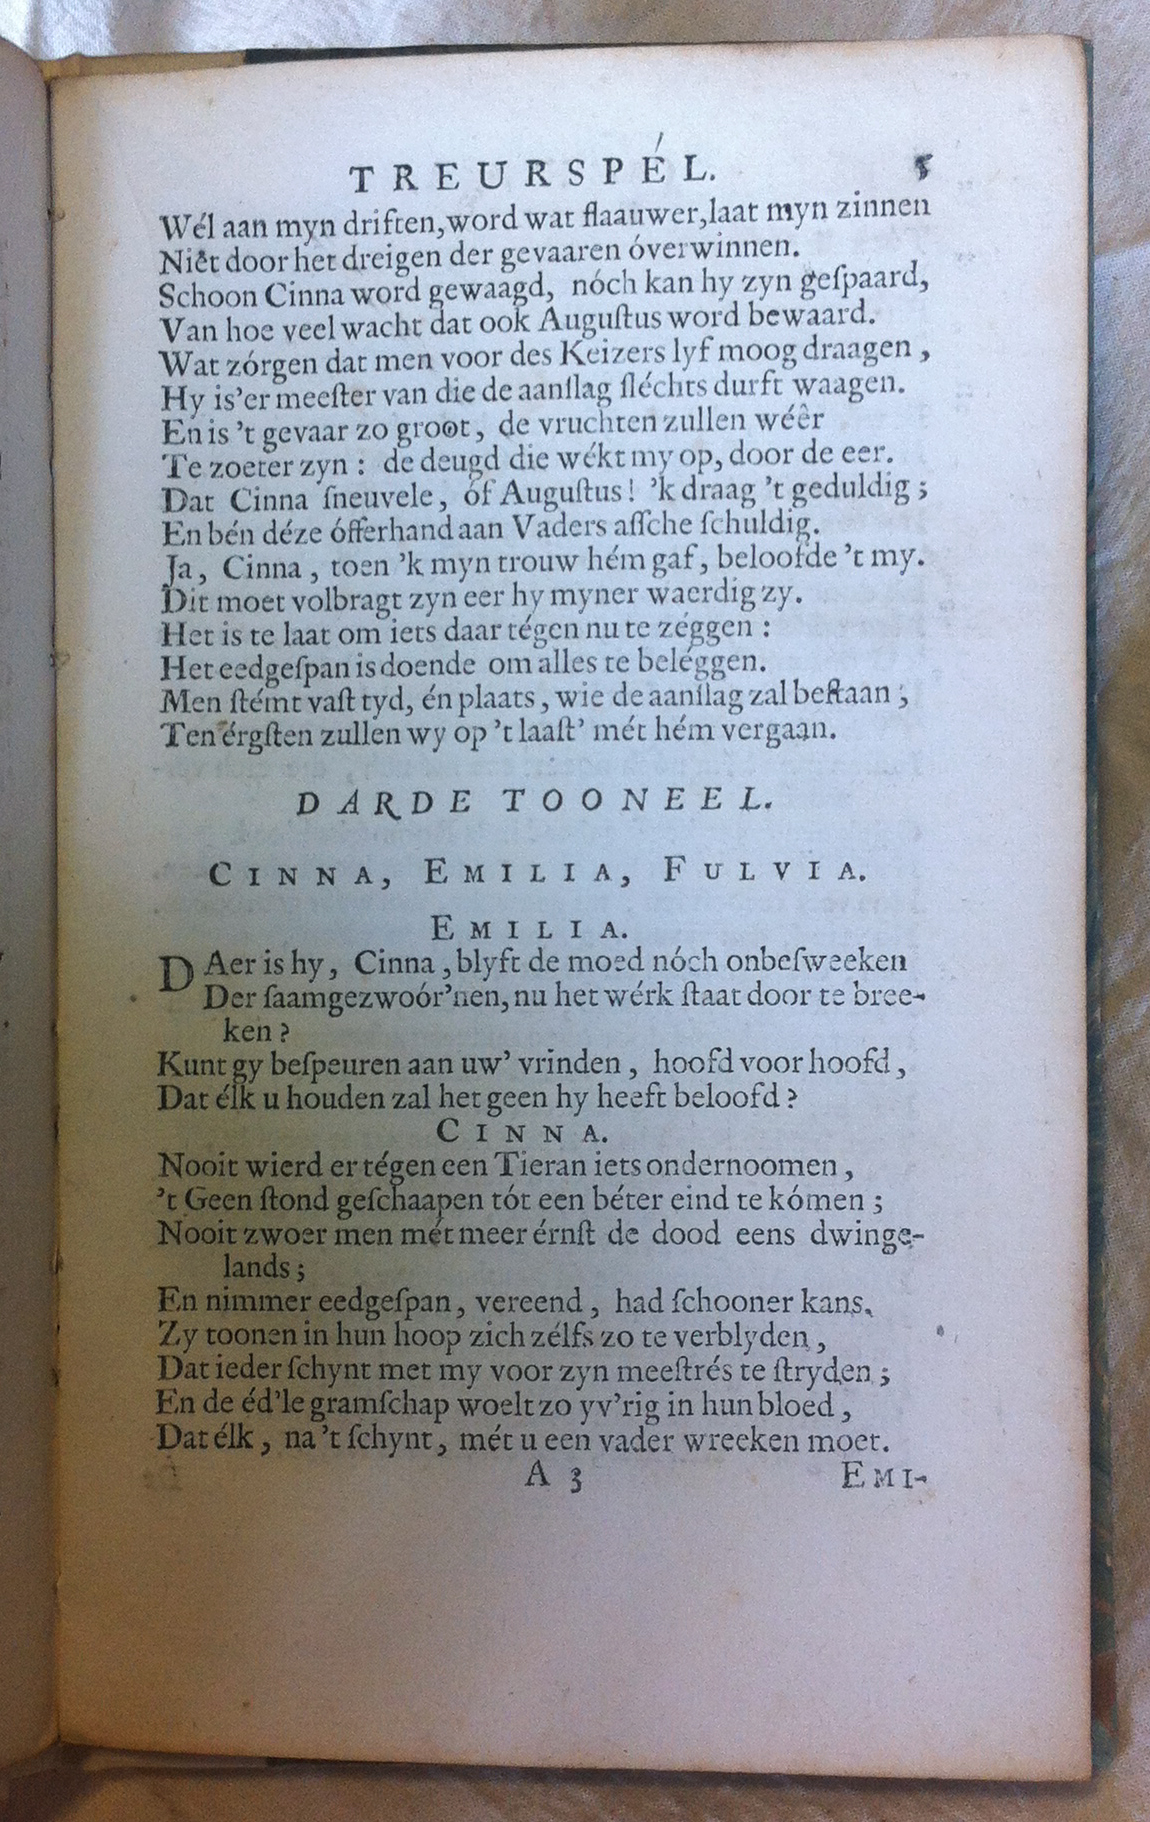 TREURSPÉL. 5
Wél aan myn driften, word wat flaauwer, laat myn zinnen
Niét door het dreigen der gevaaren óverwinnen.
Schoon Cinna word gewaagd, nóch kan hy zyn geſpaard,
Van hoe veel wacht dat ook Auguſtus word bewaard.
Wat zórgen dat men voor des Keizers lyf moog draagen,
Hy is'er meeſter van die de aanſlag ſléchts durft waagen.
En is 't gevaar zo groot, de vruchten zullen wéêr
Te zoeter zyn: de deugd die wékt my op, door de eer.
Dat Cinna ſneuvele, óf Auguſtus! 'k draag 't geduldig;
En bén déze ófferhand aan Vaders aſſche ſchuldig.
Ja, Cinna, toen 'k myn trouw hém gaf, beloofde 't my.
Dit moet volbragt zyn eer hy myner waerdig zy.
Het is te laat om iets daar tégen nu te zéggen:
Het eedgeſpan is doende om alles te beléggen.
Men ſtémt vaſt tyd, én plaats, wie de aanſlag zal beſtaan;
Ten érgſten zullen wy op 't laaſt' mét hém vergaan.
DARDE TOONEEL.
CINNA, EMILIA, FULVIA.
EMILIA.
DAer is hy, Cinna, blyft de moed nóch onbeſweeken
Der ſaamgezwoór'nen, nu het wérk ſtaat door te bree-
ken?
Kunt gy beſpeuren aan uw' vrinden, hoofd voor hoofd,
Dat élk u houden zal het geen hy heeft beloofd?
CINNA.
Nooit wierd er tégen een Tieran iets ondernoomen,
't Geen ſtond geſchaapen tót een béter eind te kómen;
Nooit zwoer men mét meer érnſt de dood eens dwinge-
lands;
En nimmer eedgeſpan, vereend, had ſchooner kans.
Zy toonen in hun hoop zich zélfs zo te verblyden,
Dat ieder ſchynt met my voor zyn meeſtrés te ſtryden;
En de éd'le gramſchap woelt zo yv'rig in hun bloed,
Dat élk, na 't ſchynt, mét u een vader wreeken moet.
A 3 EMI-